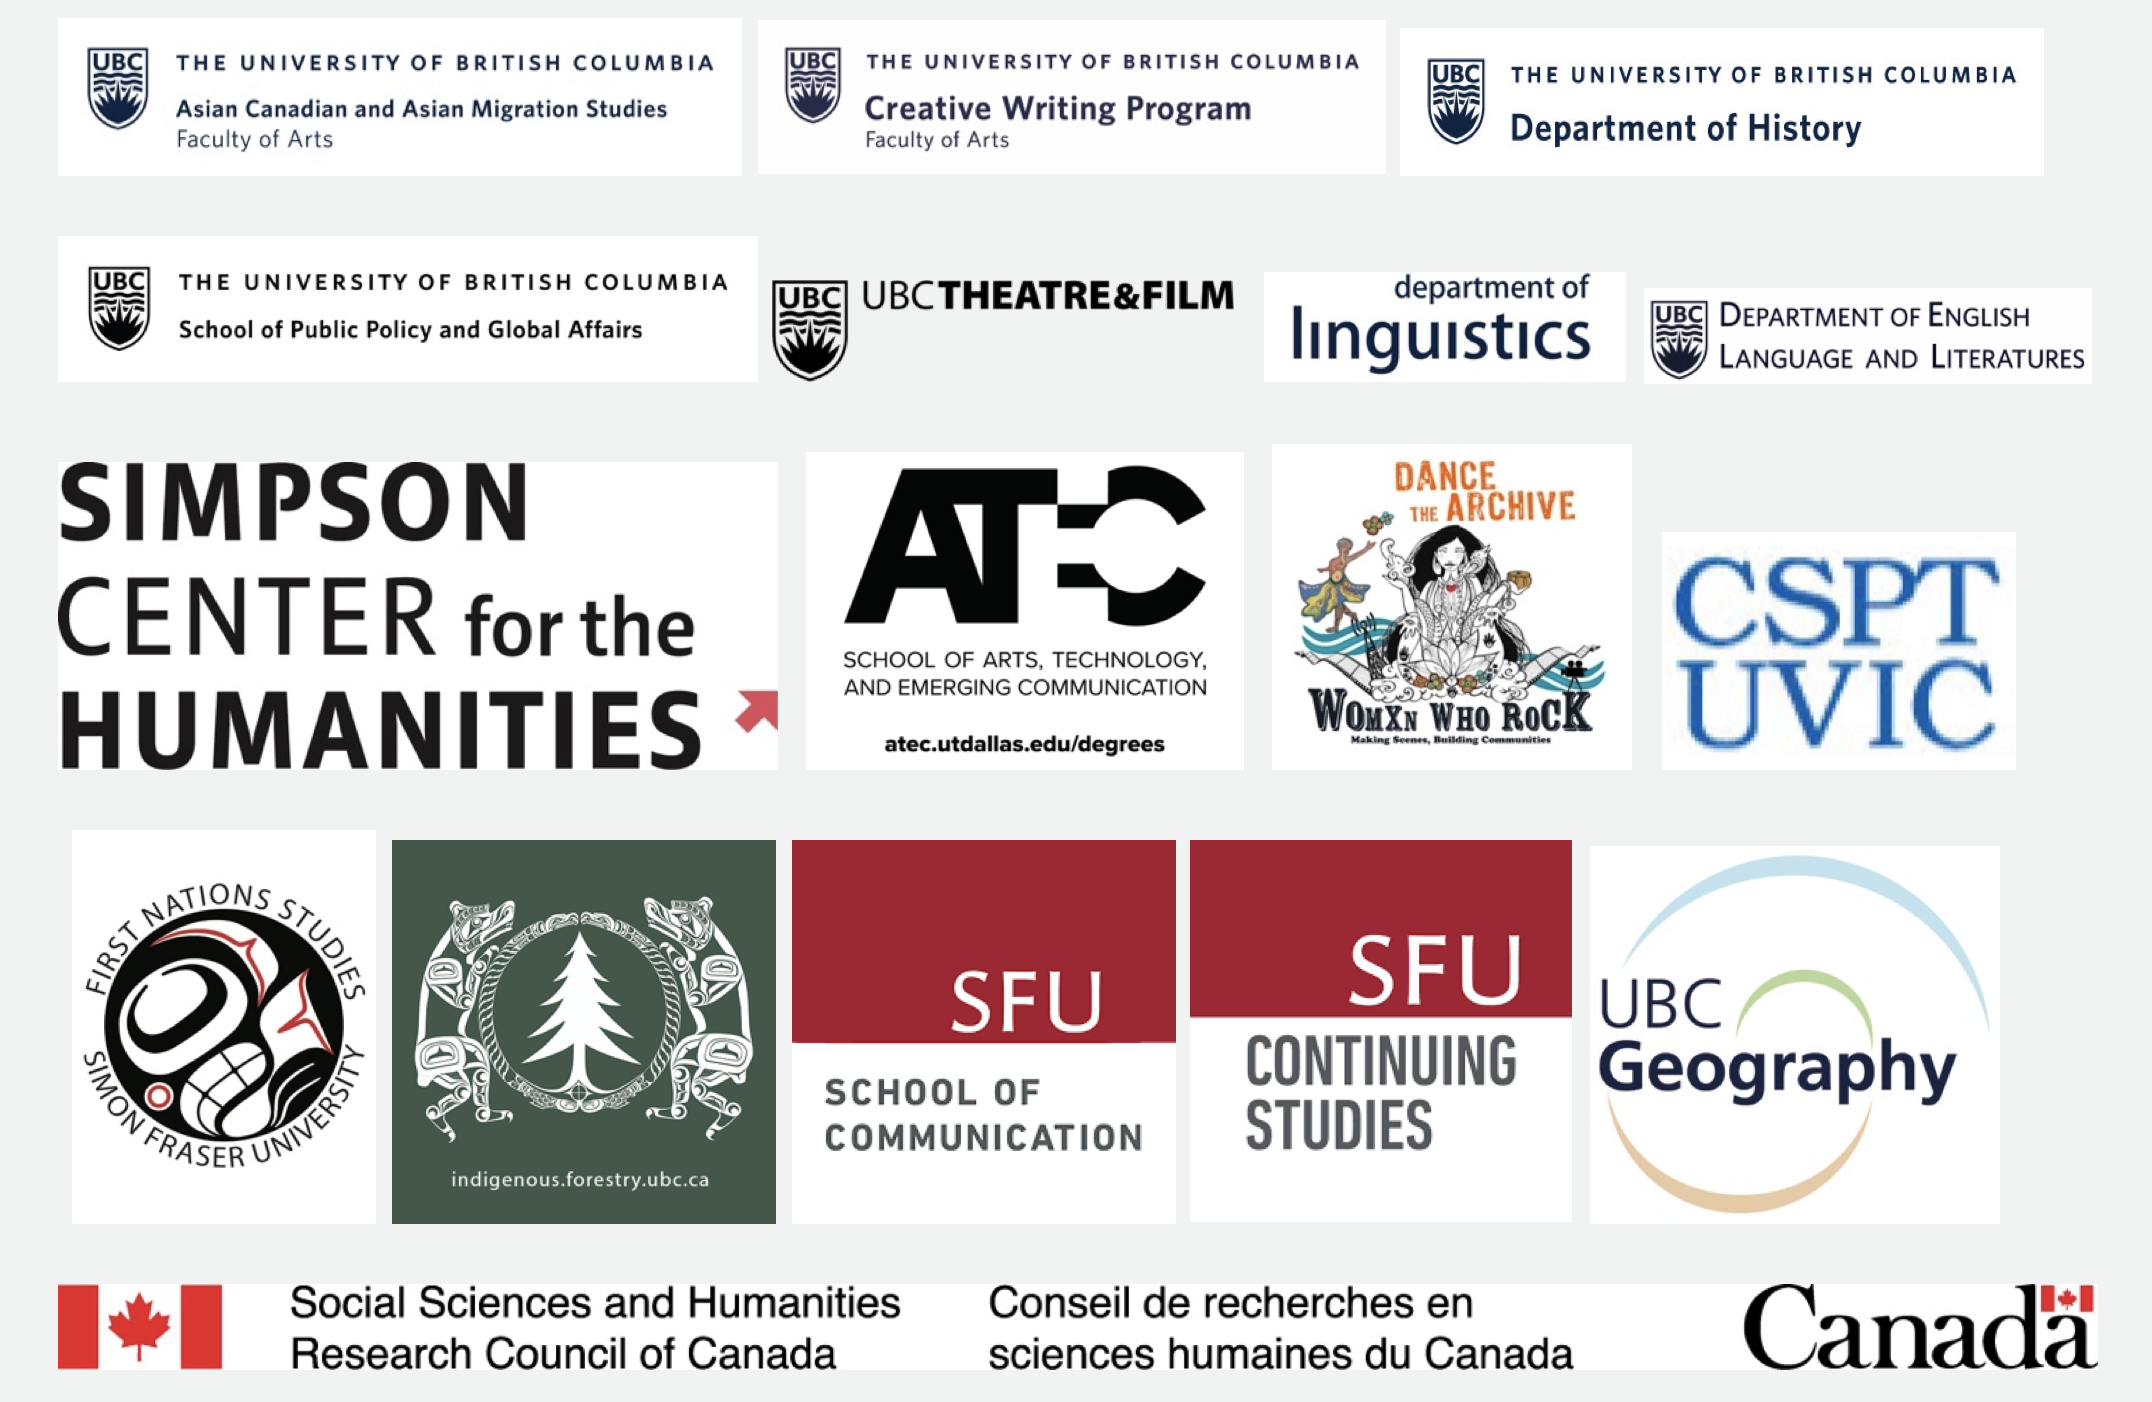 UBC
THE UNIVERSITY OF BRITISH COLUMBIA
Asian Canadian and Asian Migration Studies
Faculty of Arts
UBC
THE UNIVERSITY OF BRITISH COLUMBIA
Creative Writing Program
Faculty of Arts
UBC
THE UNIVERSITY OF BRITISH COLUMBIA
Department of History
UBC
THE UNIVERSITY OF BRITISH COLUMBIA
School of Public Policy and Global Affairs
UBC
UBCTHEATRE&FILM
department of
linguistics
UBC
DEPARTMENT OF ENGLISH
LANGUAGE AND LITERATURES
SIMPSON
CENTER for the
HUMANITIES
ATEC
SCHOOL OF ARTS, TECHNOLOGY,
AND EMERGING COMMUNICATION
atec.utdallas.edu/degrees
DANCE
THE ARCHIVE
WOMXN WHO ROCK
Making Scenes, Building Communities
CSPT
UVIC
FIRST NATIONS STUDIES
SIMON FRASER UNIVERSITY
indigenous.forestry.ubc.ca
SFU
SCHOOL OF
COMMUNICATION
SFU
CONTINUING
STUDIES
UBC
Geography
Social Sciences and Humanities
Research Council of Canada
Conseil de recherches en
sciences humaines du Canada
Canada